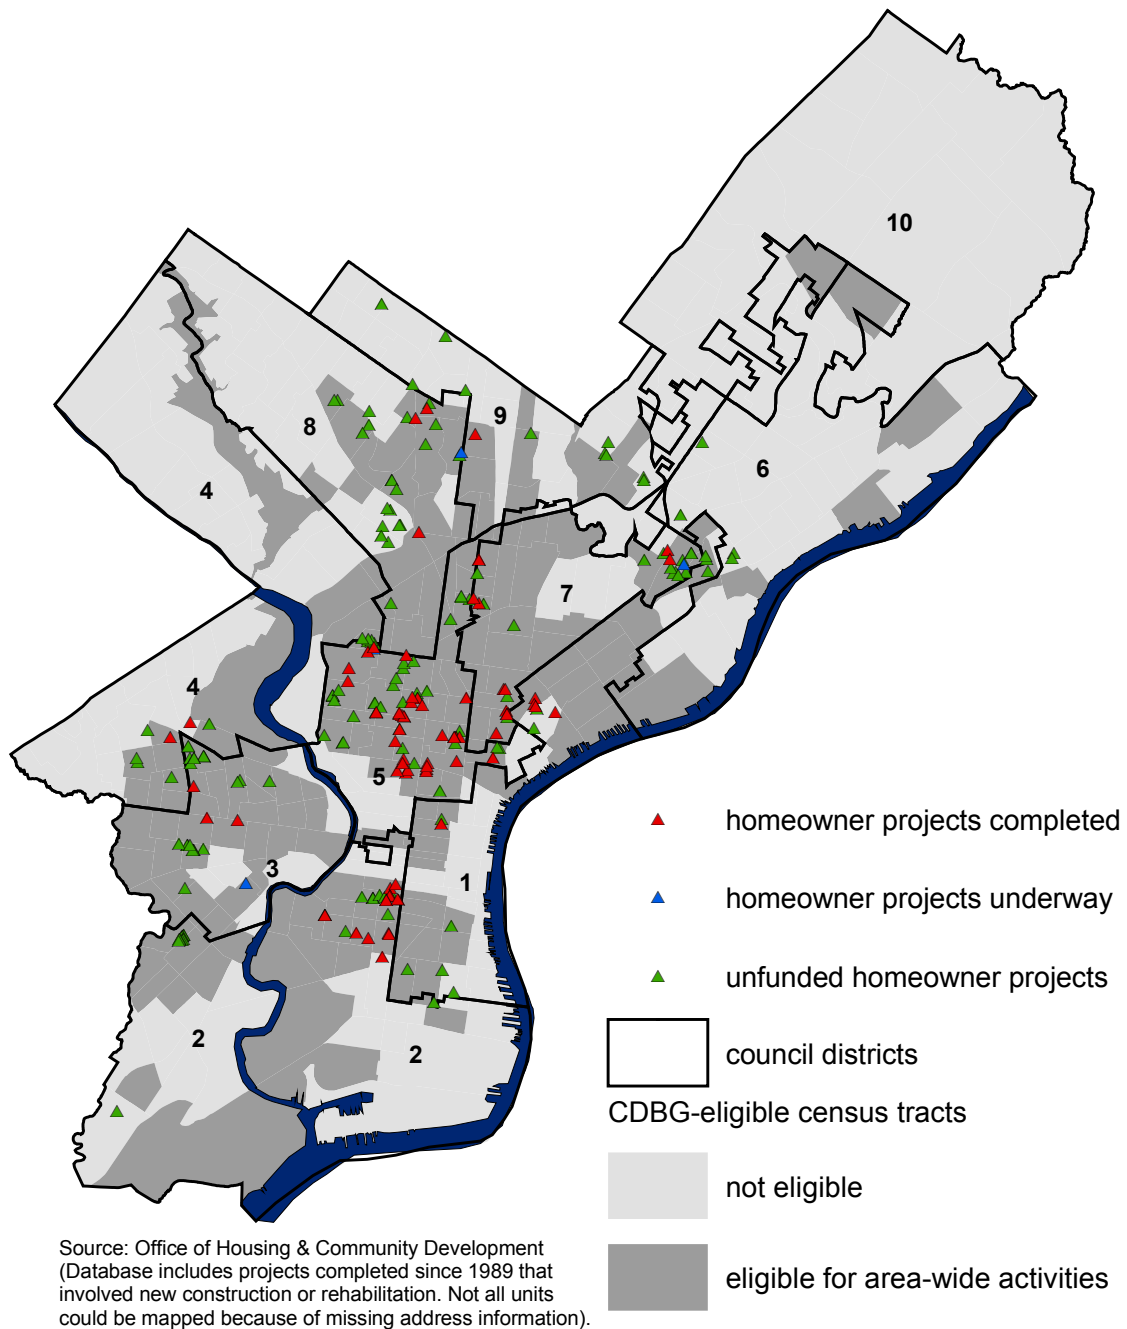 10
9
8
6
4
7
4
5
3
1
2
2
homeowner projects completed
homeowner projects underway
unfunded homeowner projects
council districts
CDBG-eligible census tracts
not eligible
eligible for area-wide activities
Source: Office of Housing & Community Development
(Database includes projects completed since 1989 that
involved new construction or rehabilitation. Not all units
could be mapped because of missing address information).